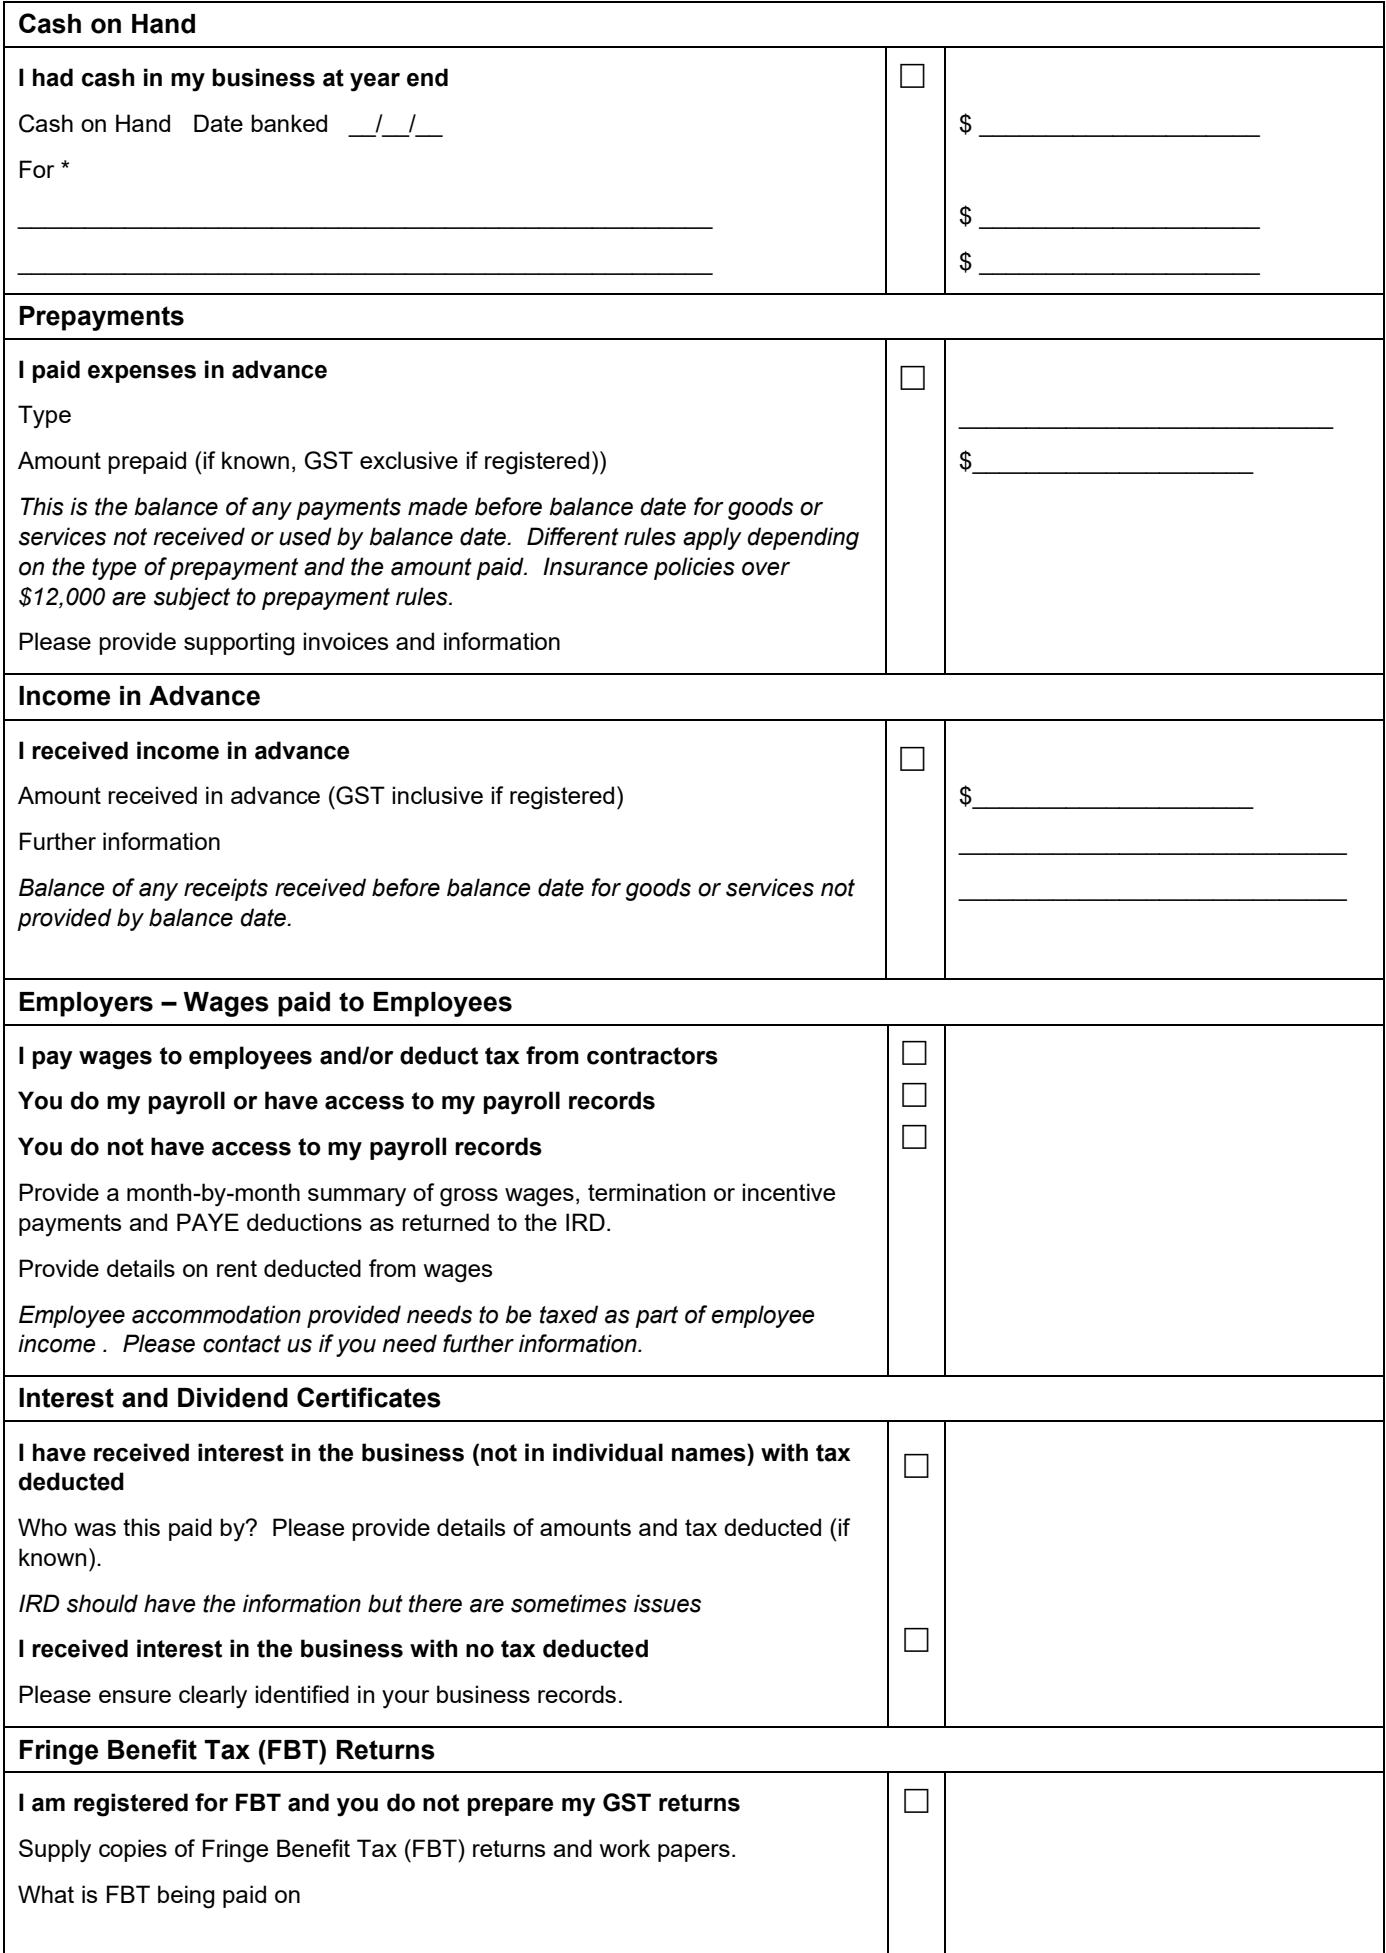 Cash on Hand
I had cash in my business at year end ☐
Cash on Hand   Date banked   __/__/__ $ _____________________
For *
____________________________________________________ $ _____________________
____________________________________________________ $ _____________________
Prepayments
I paid expenses in advance ☐
Type ____________________________
Amount prepaid (if known, GST exclusive if registered)) $_____________________
This is the balance of any payments made before balance date for goods or
services not received or used by balance date.  Different rules apply depending
on the type of prepayment and the amount paid.  Insurance policies over
$12,000 are subject to prepayment rules.
Please provide supporting invoices and information
Income in Advance
I received income in advance ☐
Amount received in advance (GST inclusive if registered) $_____________________
Further information _____________________________
Balance of any receipts received before balance date for goods or services not _____________________________
provided by balance date.
Employers – Wages paid to Employees
I pay wages to employees and/or deduct tax from contractors ☐
You do my payroll or have access to my payroll records ☐
You do not have access to my payroll records ☐
Provide a month-by-month summary of gross wages, termination or incentive
payments and PAYE deductions as returned to the IRD.
Provide details on rent deducted from wages
Employee accommodation provided needs to be taxed as part of employee
income .  Please contact us if you need further information.
Interest and Dividend Certificates
I have received interest in the business (not in individual names) with tax ☐
deducted
Who was this paid by?  Please provide details of amounts and tax deducted (if
known).
IRD should have the information but there are sometimes issues
I received interest in the business with no tax deducted ☐
Please ensure clearly identified in your business records.
Fringe Benefit Tax (FBT) Returns
I am registered for FBT and you do not prepare my GST returns ☐
Supply copies of Fringe Benefit Tax (FBT) returns and work papers.
What is FBT being paid on